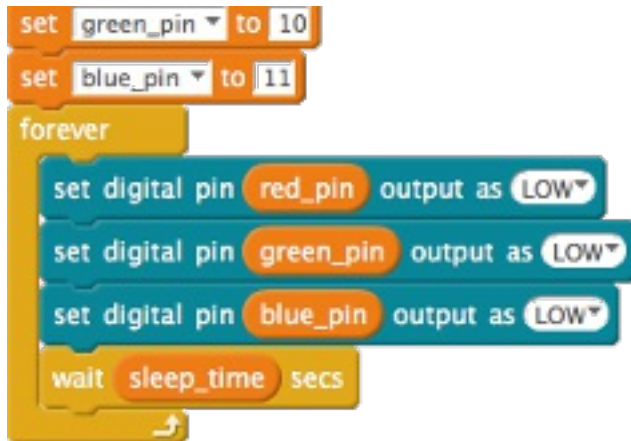 set green_pin to 10
set blue_pin to 11
forever
set digital pin red_pin output as LOW
set digital pin green_pin output as LOW
set digital pin blue_pin output as LOW
wait sleep_time secs